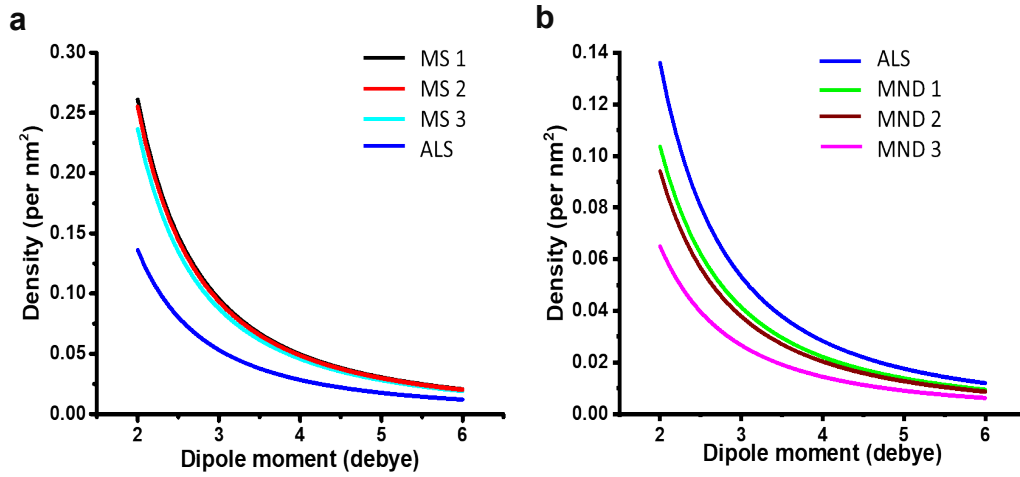 a
0.30
0.25
0.20
0.15
0.10
0.05
0.00
Density (per nm²)
2 3 4 5 6
Dipole moment (debye)
MS 1
MS 2
MS 3
ALS
b
0.14
0.12
0.10
0.08
0.06
0.04
0.02
0.00
Density (per nm²)
2 3 4 5 6
Dipole moment (debye)
ALS
MND 1
MND 2
MND 3